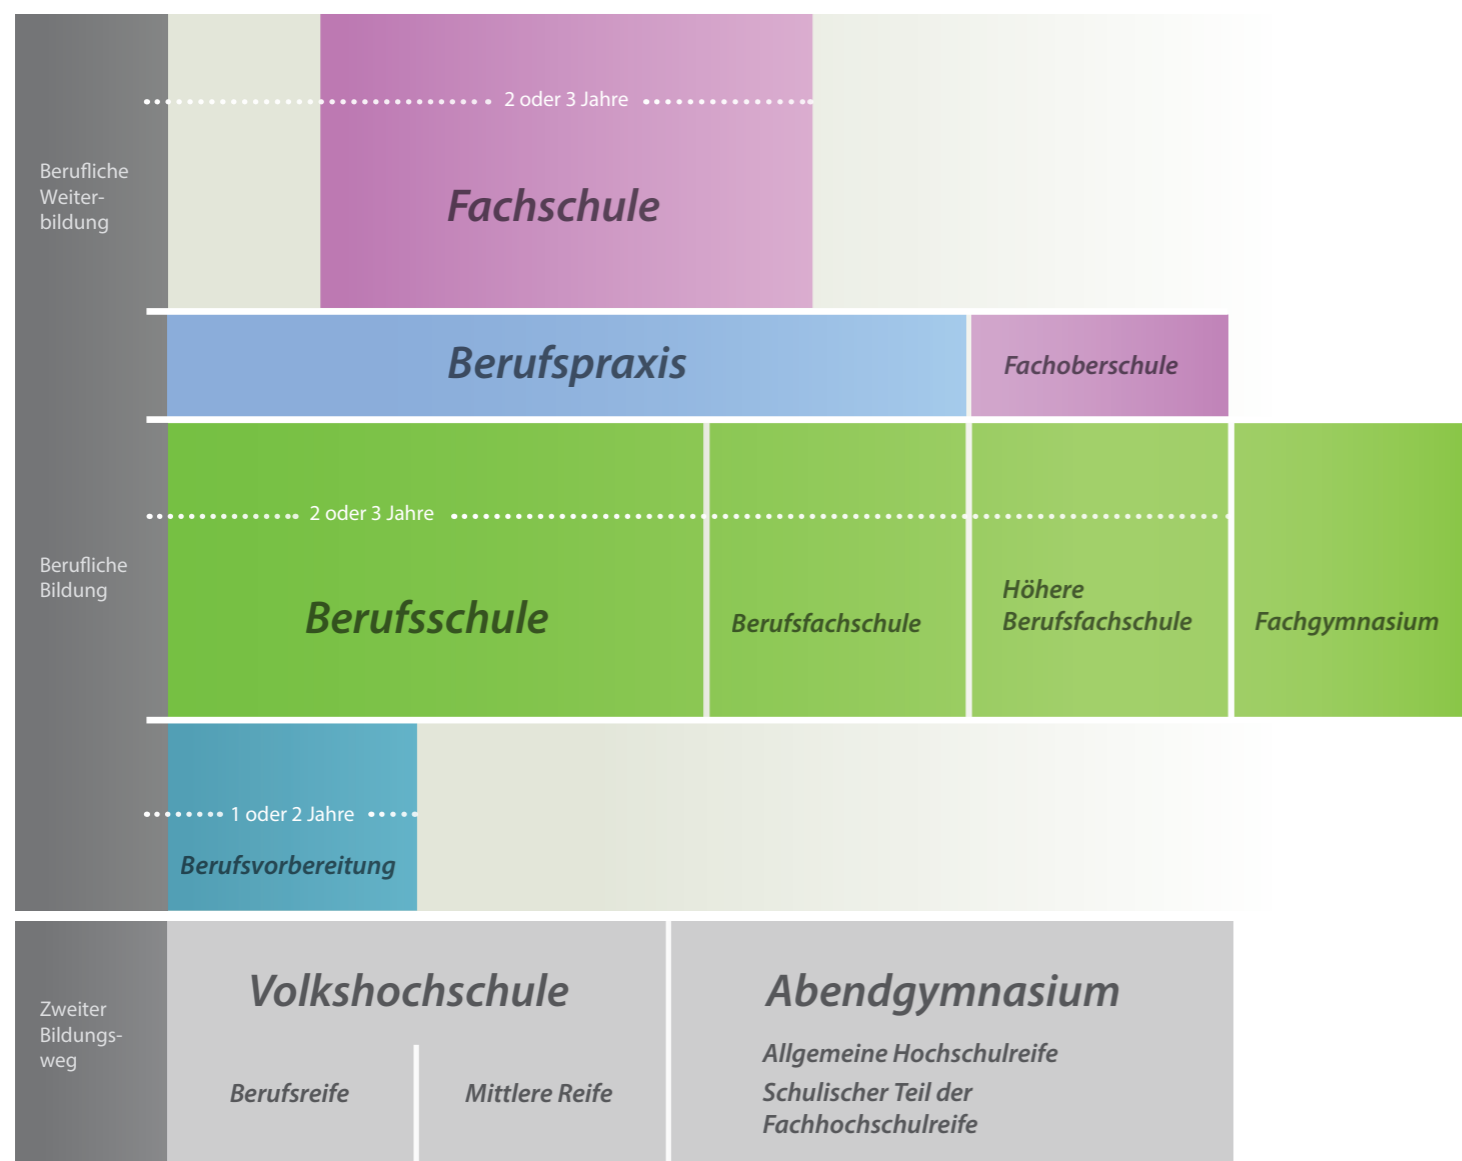 2 oder 3 Jahre
Berufliche
Weiter-
bildung
Fachschule
Berufspraxis
Fachoberschule
2 oder 3 Jahre
Berufliche
Bildung
Berufsschule
Berufsfachschule
Höhere
Berufsfachschule
Fachgymnasium
1 oder 2 Jahre
Berufsvorbereitung
Zweiter
Bildungs-
weg
Volkshochschule
Berufsreife
Mittlere Reife
Abendgymnasium
Allgemeine Hochschulreife
Schulischer Teil der
Fachhochschulreife